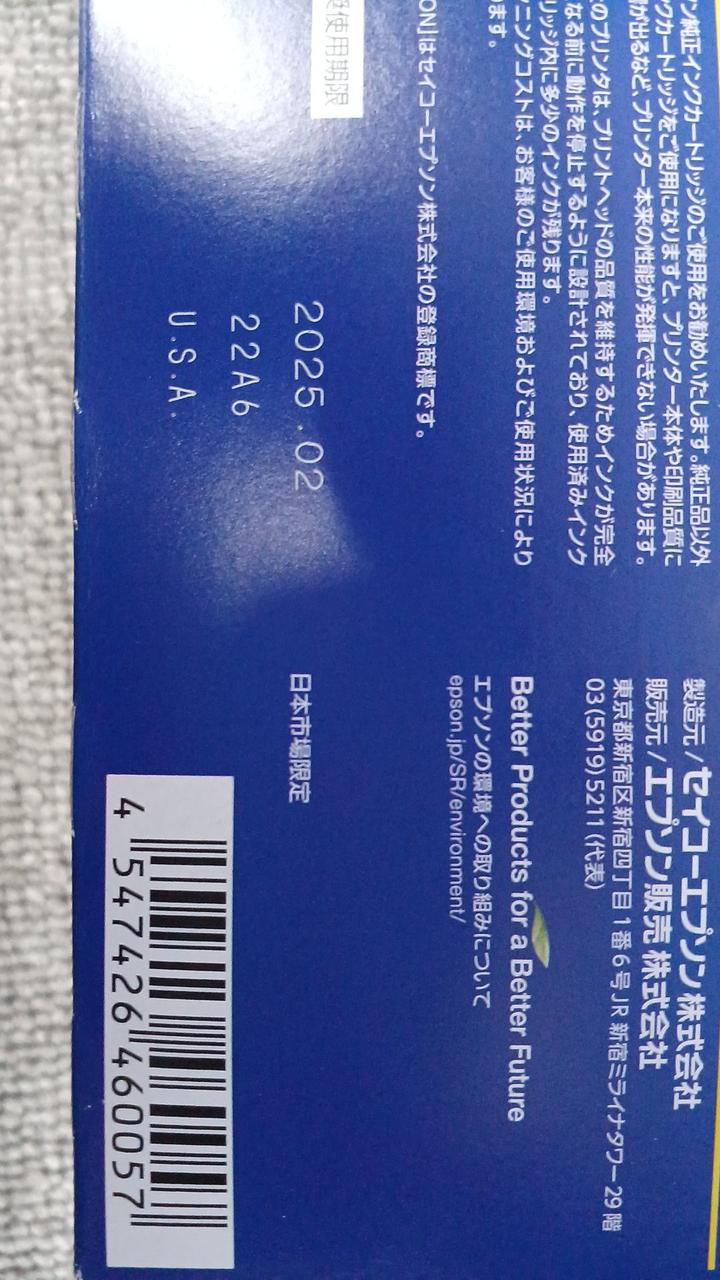 ン純正インクカートリッジのご使用をお勧めいたします。純正品以外
クカートリッジをご使用になりますと、プリンター本体や印刷品質に
が出るなど、プリンター本来の性能が発揮できない場合があります。
のプリンタは、プリントヘッドの品質を維持するためインクが完全
なる前に動作を停止するように設計されており、使用済みインク
リッジ内に多少のインクが残ります。
ニングコストは、お客様のご使用環境およびご使用状況により
ます。
ON」はセイコーエプソン株式会社の登録商標です。
使用期限
2025.02
22A6
U.S.A.
製造元/セイコーエプソン株式会社
販売元/エプソン販売 株式会社
東京都新宿区新宿四丁目1番6号 JR新宿ミライナタワー29階
03(5919)5211(代表)
Better Products for a Better Future
エプソンの環境への取り組みについて
epson.jp/SR/environment/
日本市場限定
4 547426 460057